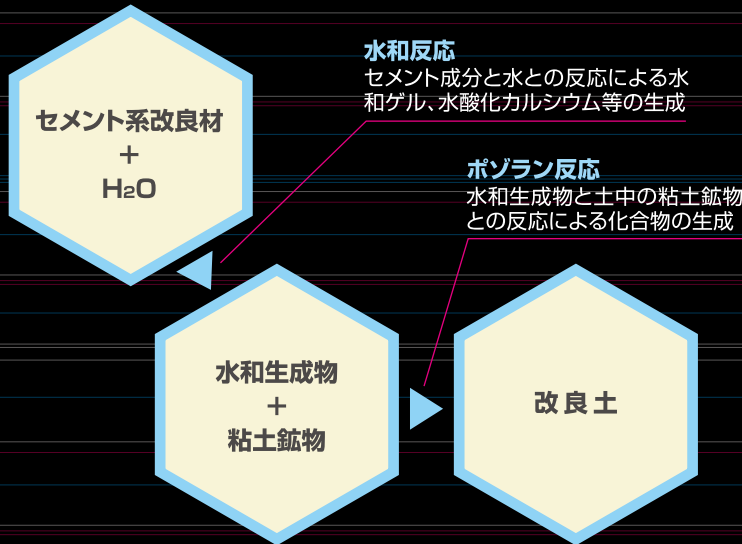 セメント系改良材
+
H₂O
水和反応
セメント成分と水との反応による水
和ゲル、水酸化カルシウム等の生成
ポゾラン反応
水和生成物と土中の粘土鉱物
との反応による化合物の生成
水和生成物
+
粘土鉱物
改良土